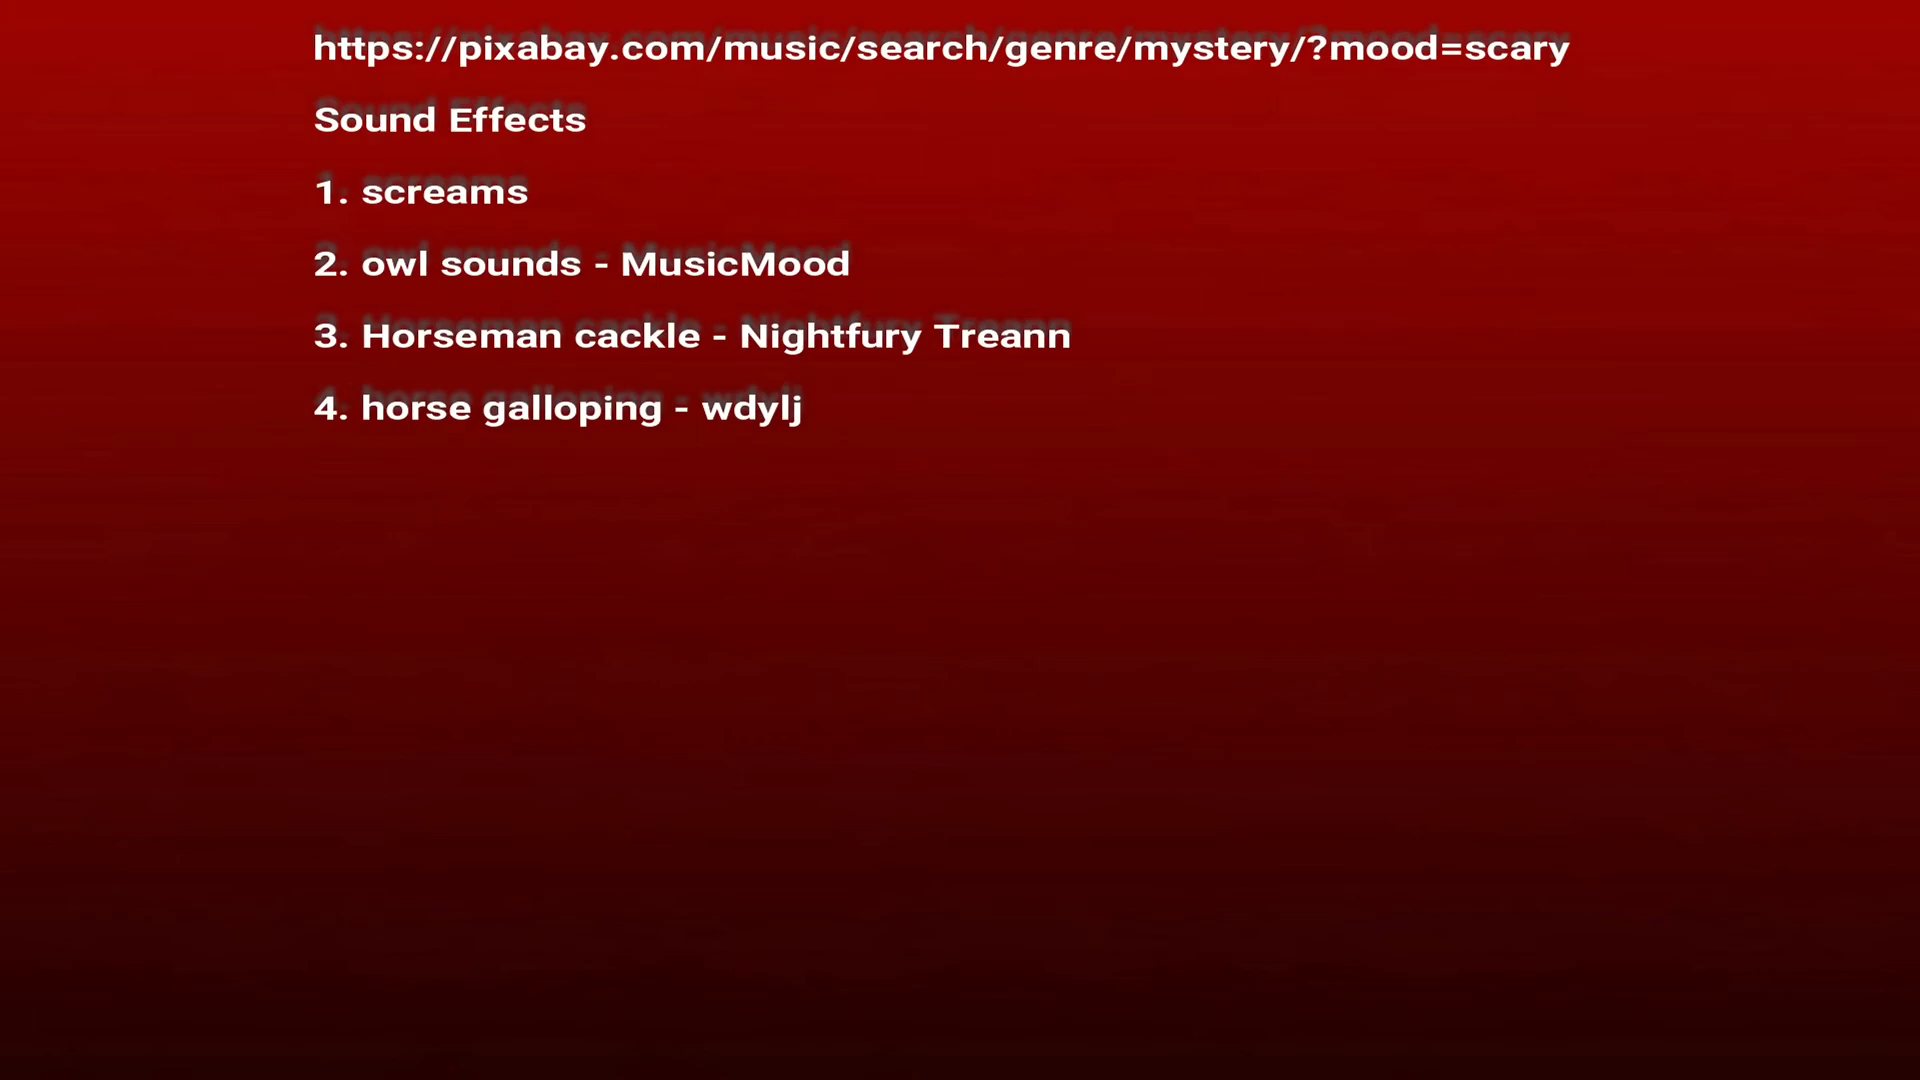 https://pixabay.com/music/search/genre/mystery/?mood=scary
Sound Effects
1. screams
2. owl sounds - MusicMood
3. Horseman cackle - Nightfury Treann
4. horse galloping - wdylj